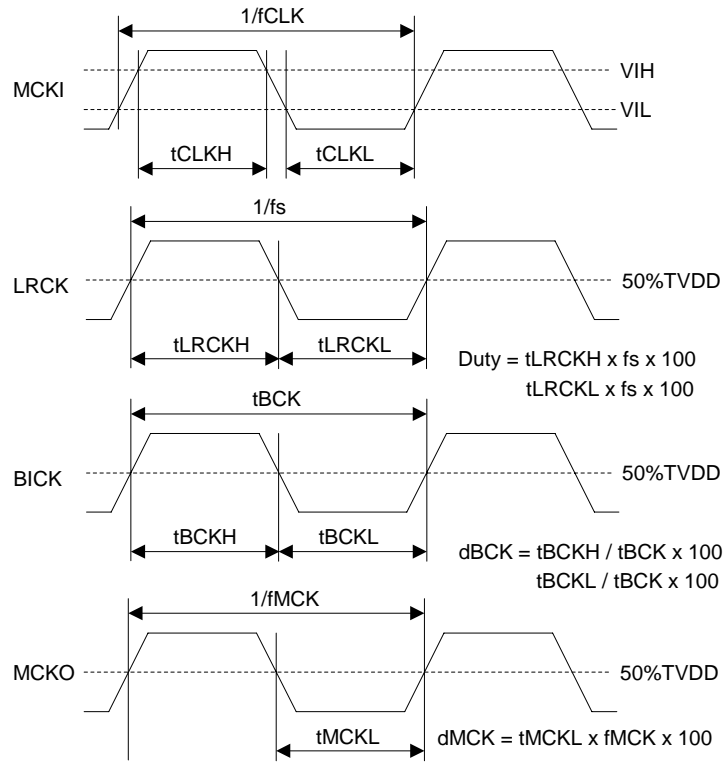 1/fCLK
MCKI
VIH
VIL
tCLKH
tCLKL
1/fs
LRCK
50%TVDD
tLRCKH
tLRCKL
Duty = tLRCKH x fs x 100
tLRCKL x fs x 100
tBCK
BICK
50%TVDD
tBCKH
tBCKL
dBCK = tBCKH / tBCK x 100
tBCKL / tBCK x 100
1/fMCK
MCKO
50%TVDD
tMCKL
dMCK = tMCKL x fMCK x 100